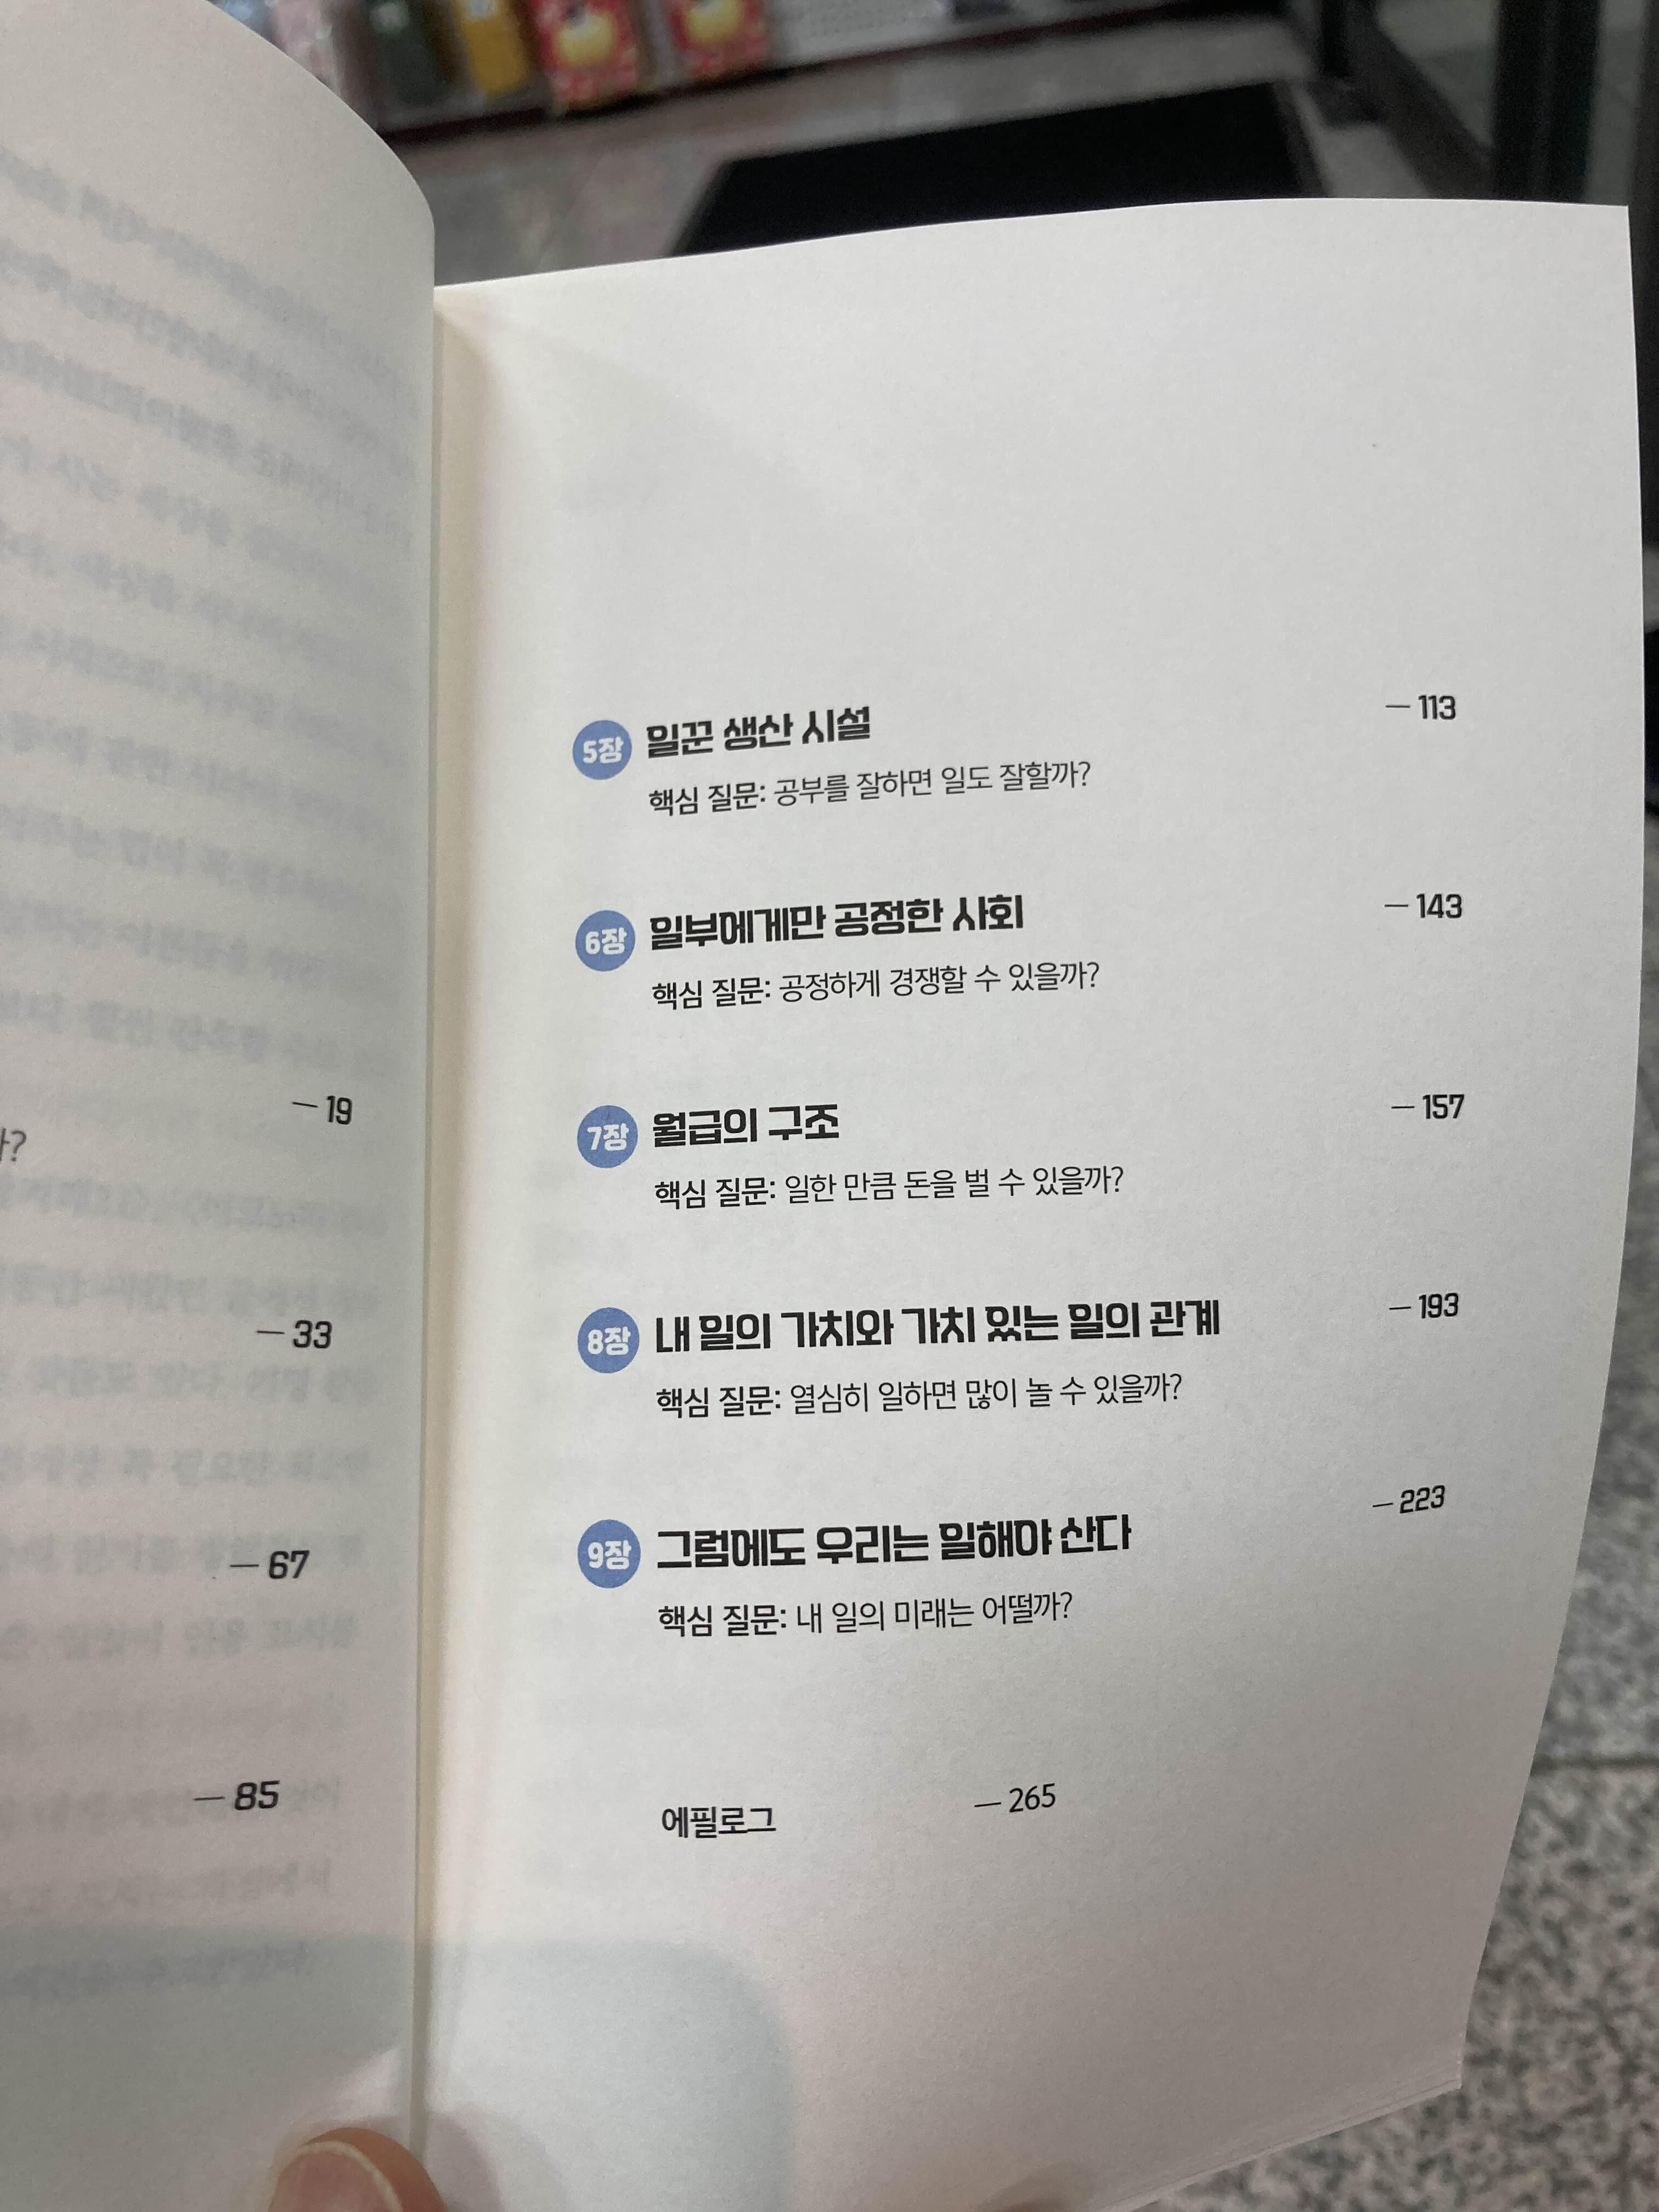 — 19
까?
— 33
— 67
— 85
5장 일꾼 생산 시설 — 113
핵심 질문: 공부를 잘하면 일도 잘할까?
6장 일부에게만 공정한 사회 — 143
핵심 질문: 공정하게 경쟁할 수 있을까?
7장 월급의 구조 — 157
핵심 질문: 일한 만큼 돈을 벌 수 있을까?
8장 내 일의 가치와 가치 있는 일의 관계 — 193
핵심 질문: 열심히 일하면 많이 놀 수 있을까?
9장 그럼에도 우리는 일해야 산다 — 223
핵심 질문: 내 일의 미래는 어떨까?
에필로그 — 265